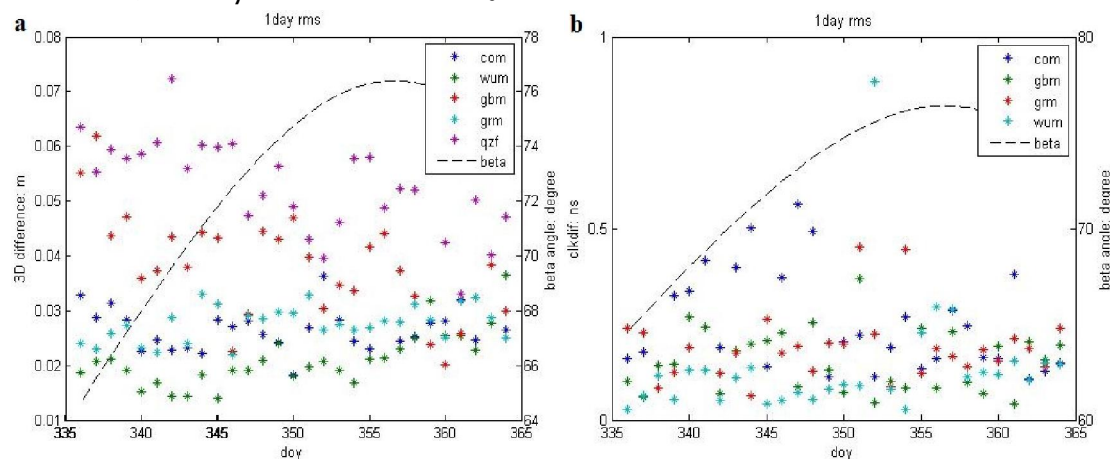 a
1day rms
0.08
0.07
0.06
0.05
0.04
0.03
0.02
0.01
3D difference: m
78
76
74
72
70
68
66
64
beta angle: degree
com
wum
gbm
grm
qzf
beta
335
340
345
350
355
360
365
doy
b
1day rms
1
0.5
0
clkdif: ns
80
70
60
beta angle: degree
com
gbm
grm
wum
beta
335
340
345
350
355
360
365
doy